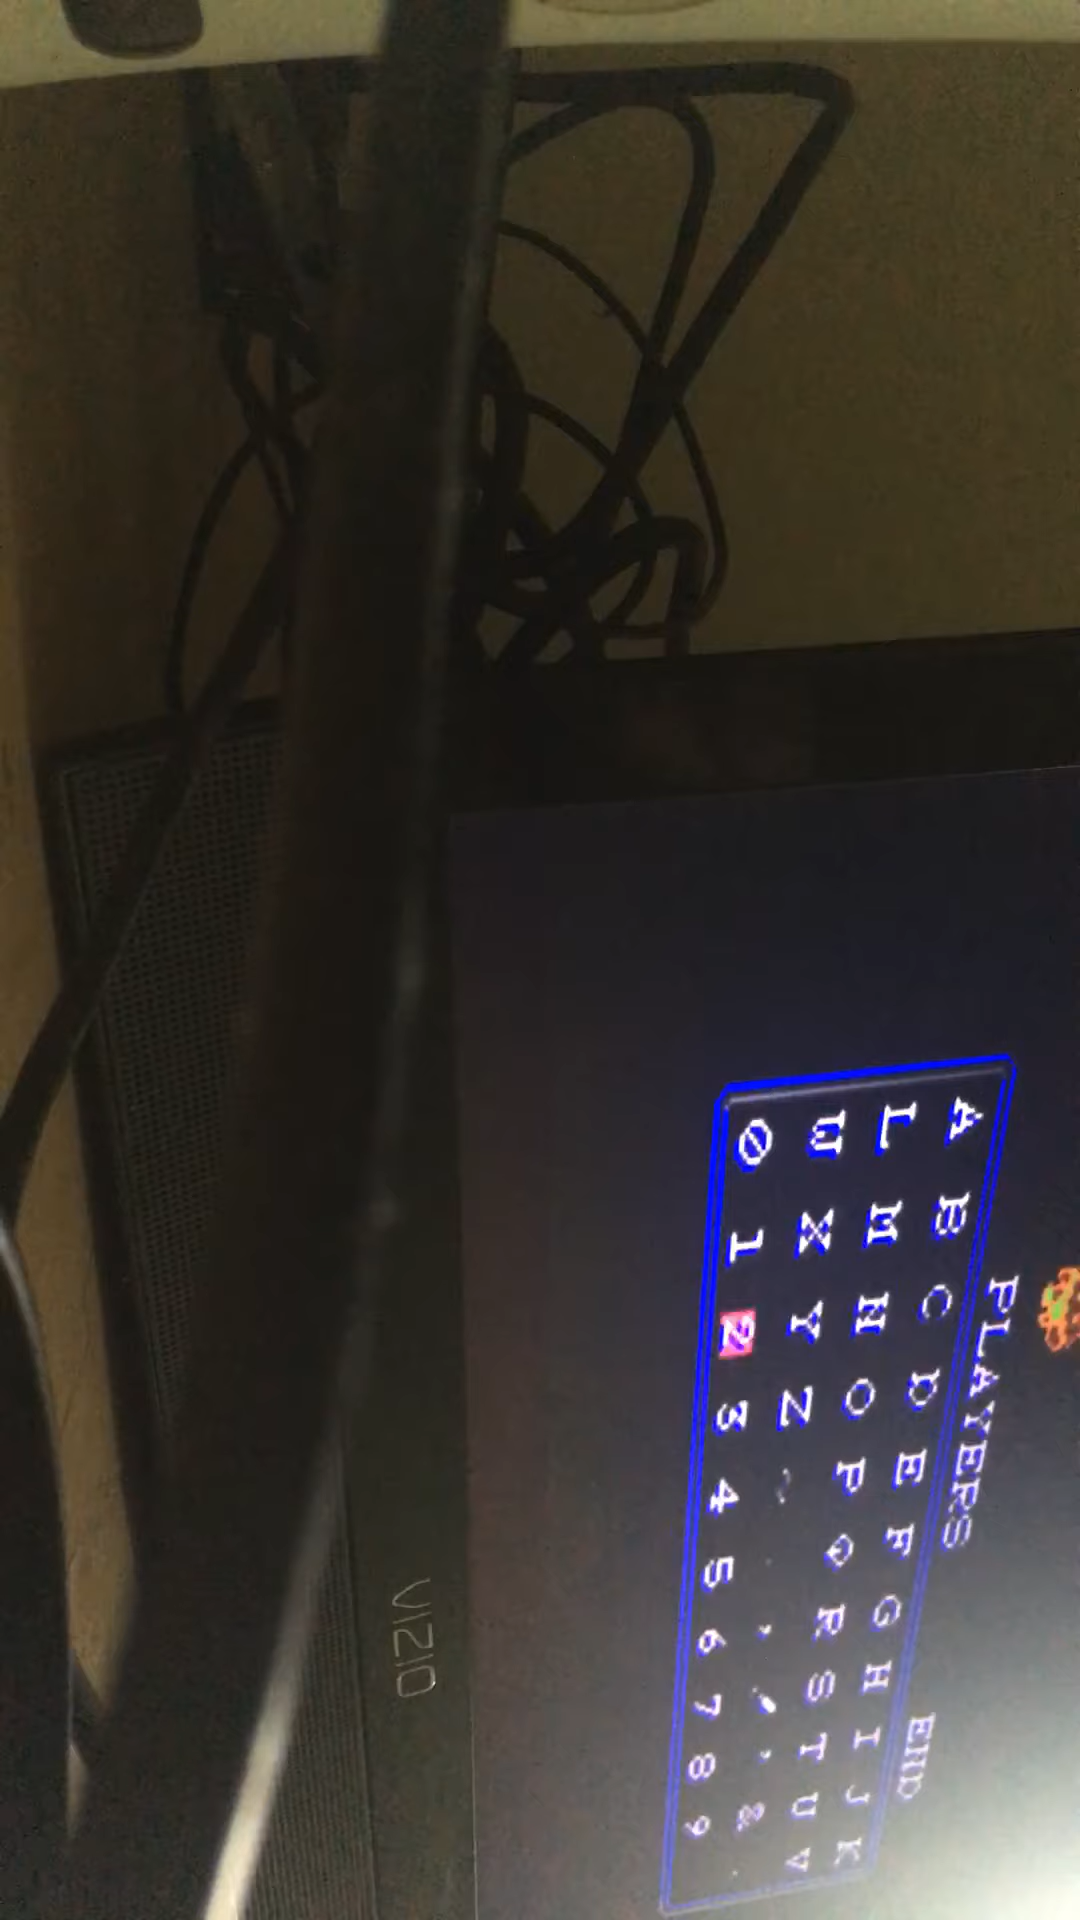 PLAYERS
END
A B C D E F G H I J K
L M N O P Q R S T U V
W X Y Z - . , / ' &
0 1 2 3 4 5 6 7 8 9
VIZIO